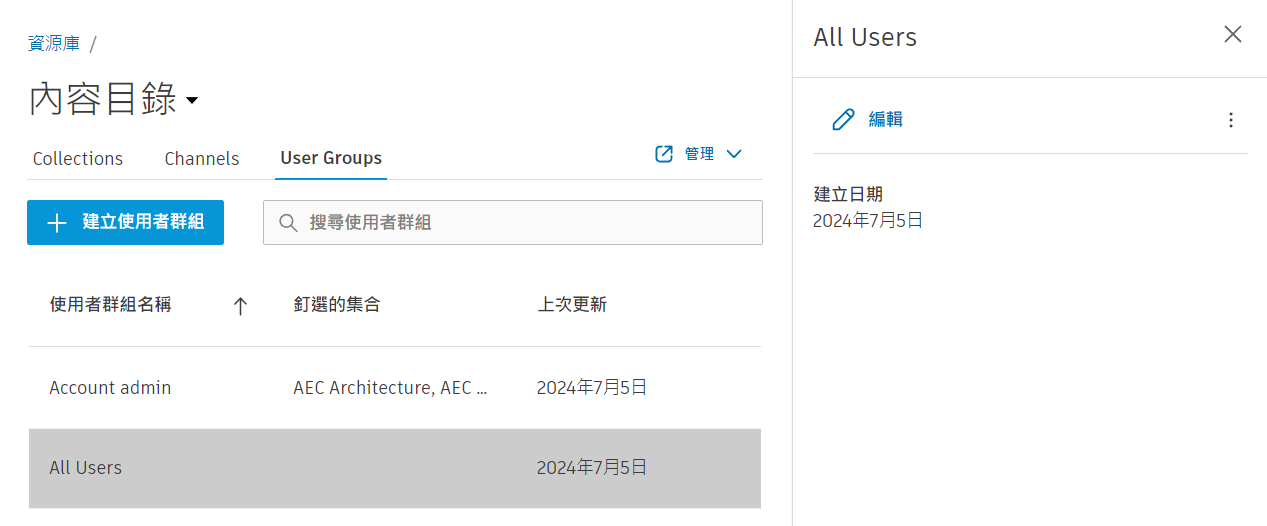 資源庫 /
內容目錄
Collections Channels User Groups 管理
建立使用者群組 搜尋使用者群組
使用者群組名稱 釘選的集合 上次更新
Account admin AEC Architecture, AEC ... 2024年7月5日
All Users 2024年7月5日
All Users
編輯
建立日期
2024年7月5日